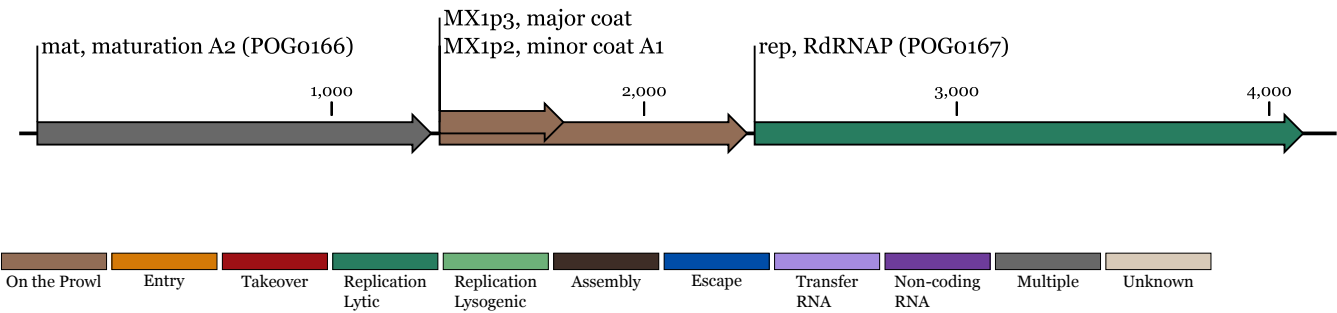 MX1p3, major coat
mat, maturation A2 (POG0166)
MX1p2, minor coat A1
rep, RdRNAP (POG0167)
1,000
2,000
3,000
4,000
On the Prowl
Entry
Takeover
Replication
Lytic
Replication
Lysogenic
Assembly
Escape
Transfer
RNA
Non-coding
RNA
Multiple
Unknown